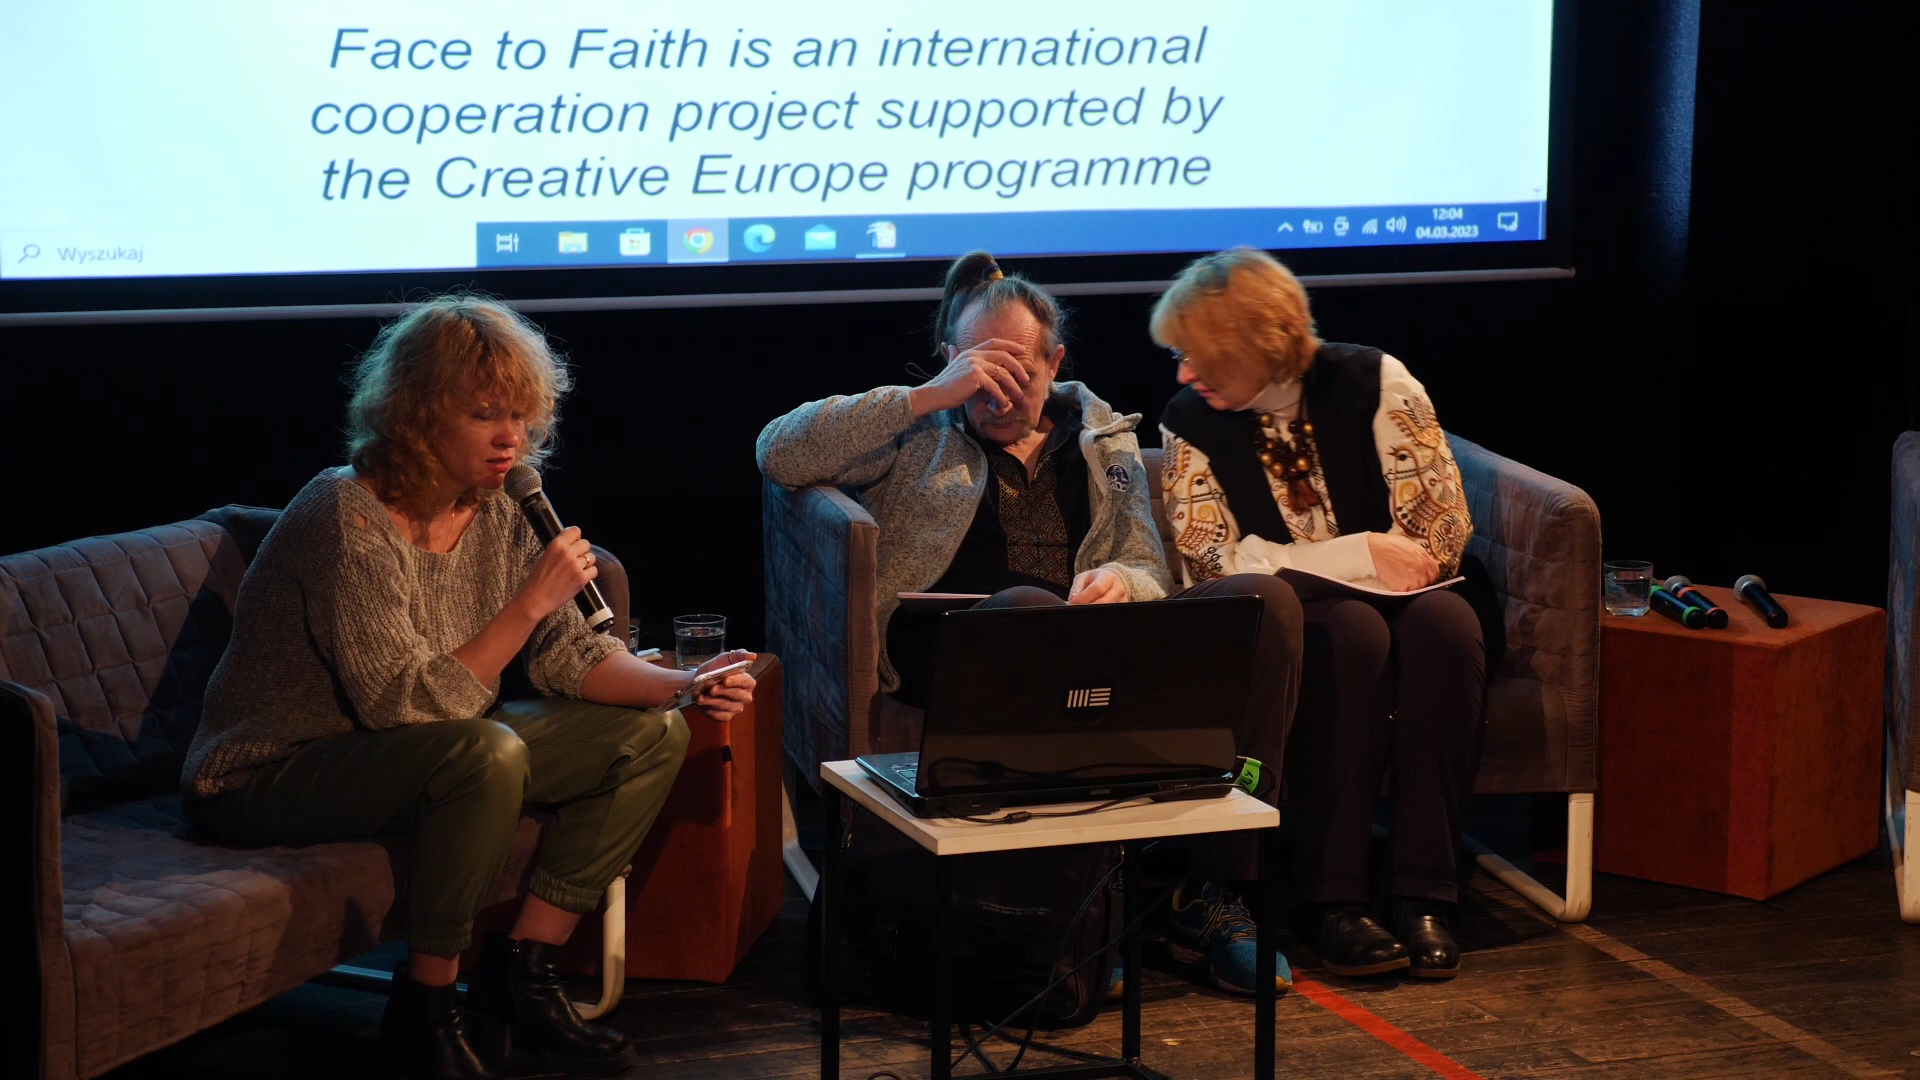 Face to Faith is an international
cooperation project supported by
the Creative Europe programme
Wyszukaj
12:04
04.03.2023